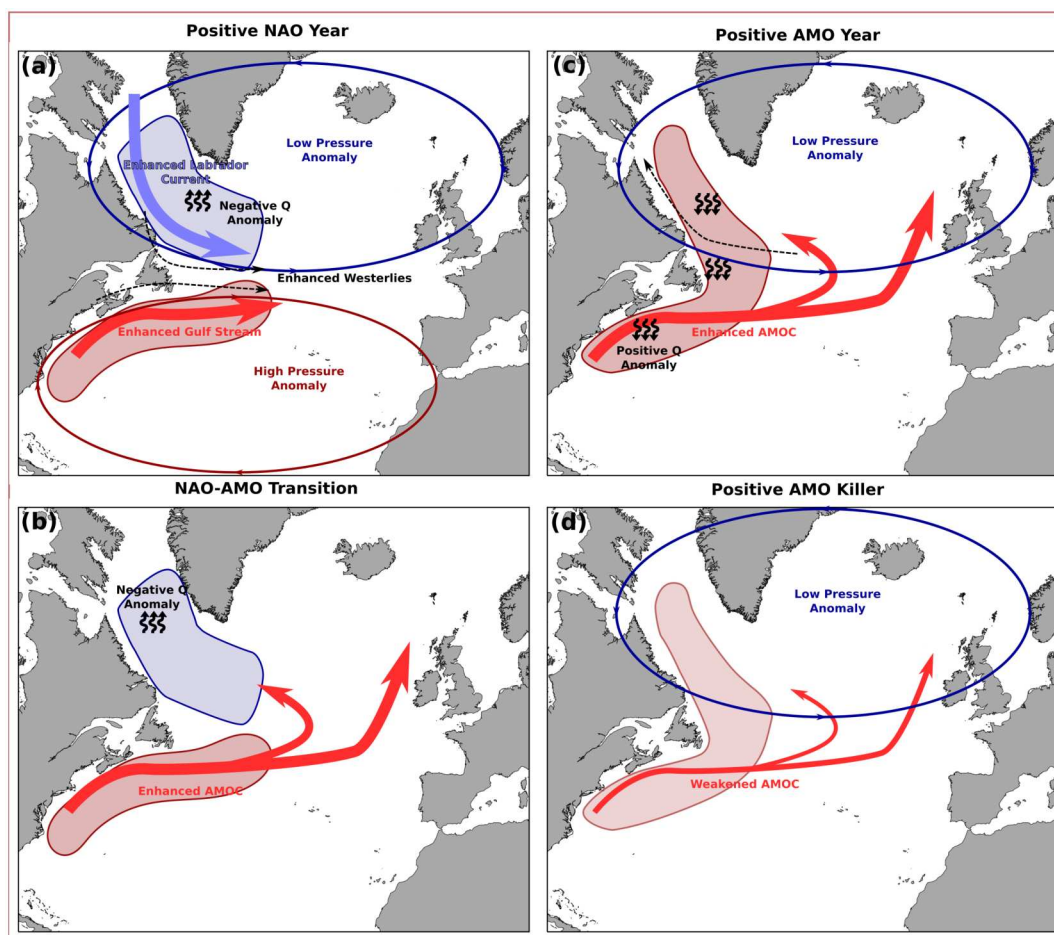 Positive NAO Year
(a)
Low Pressure
Anomaly
Enhanced Labrador
Current
Negative Q
Anomaly
Enhanced Westerlies
Enhanced Gulf Stream
High Pressure
Anomaly
Positive AMO Year
(c)
Low Pressure
Anomaly
Enhanced AMOC
Positive Q
Anomaly
NAO-AMO Transition
(b)
Negative Q
Anomaly
Enhanced AMOC
Positive AMO Killer
(d)
Low Pressure
Anomaly
Weakened AMOC